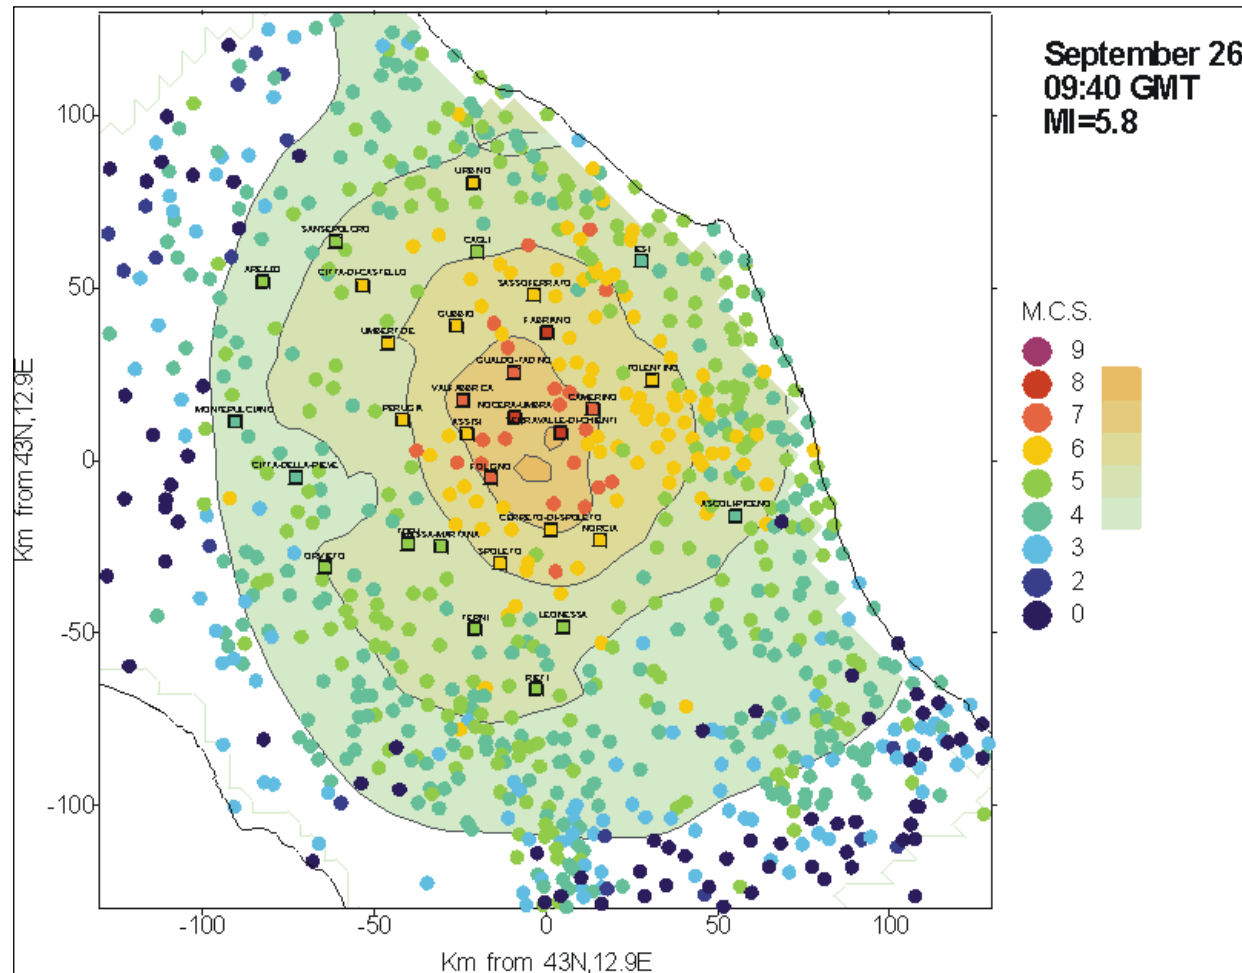 September 26
09:40 GMT
Ml=5.8
100
50
0
-50
-100
-100
-50
0
50
100
Km from 43N,12.9E
Km from 43N,12.9E
M.C.S.
9
8
7
6
5
4
3
2
0
URBINO
SANSEPOLCRO
CAGLI
AREZZO
CITTA-DI-CASTELLO
SASSOFERRATO
GUBBIO
FABRIANO
UMBERTIDE
GUALDO-TADINO
TOLENTINO
VALFABBRICA
CAMERINO
MONTEPULCIANO
PERUGIA
NOCERA-UMBRA
ASSISI
SERRAVALLE-DI-CHIENTI
CITTA-DELLA-PIEVE
FOLIGNO
ASCOLI-PICENO
CERRETO-DI-SPOLETO
NORCIA
ORVIETO
SPOLETO
TERNI
LEONESSA
RIETI